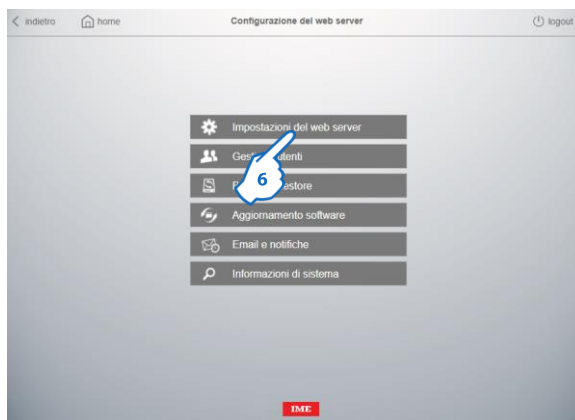 indietro
home
Configurazione del web server
logout
Impostazioni del web server
utenti
6
Aggiornamento software
Email e notifiche
Informazioni di sistema
IME